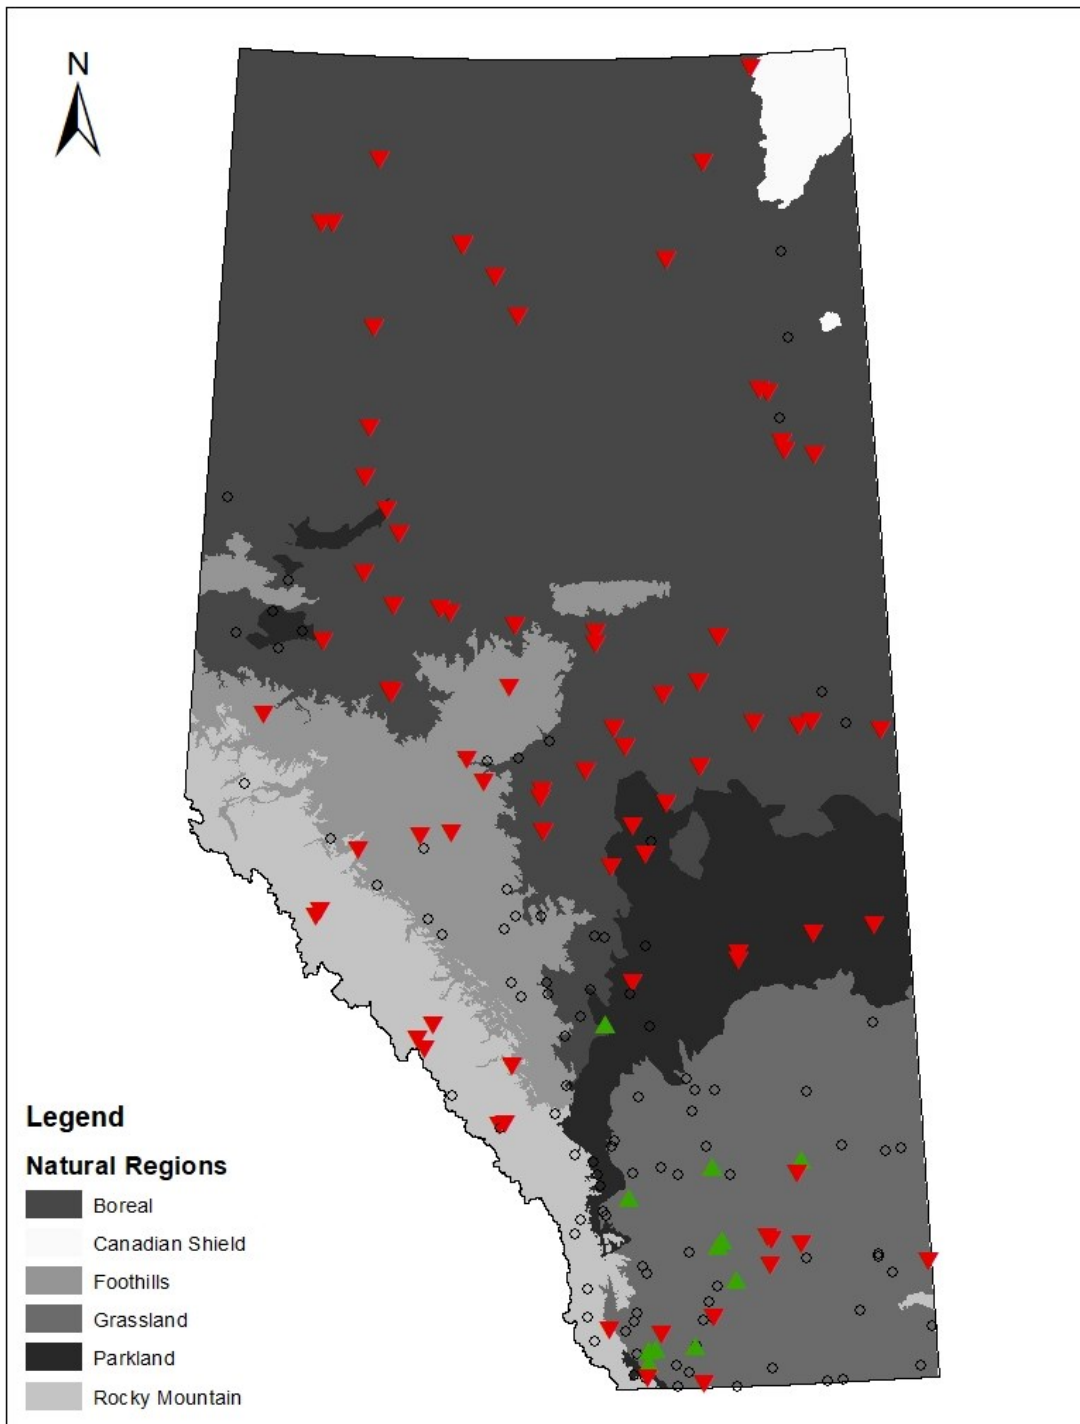 N
Legend
Natural Regions
Boreal
Canadian Shield
Foothills
Grassland
Parkland
Rocky Mountain